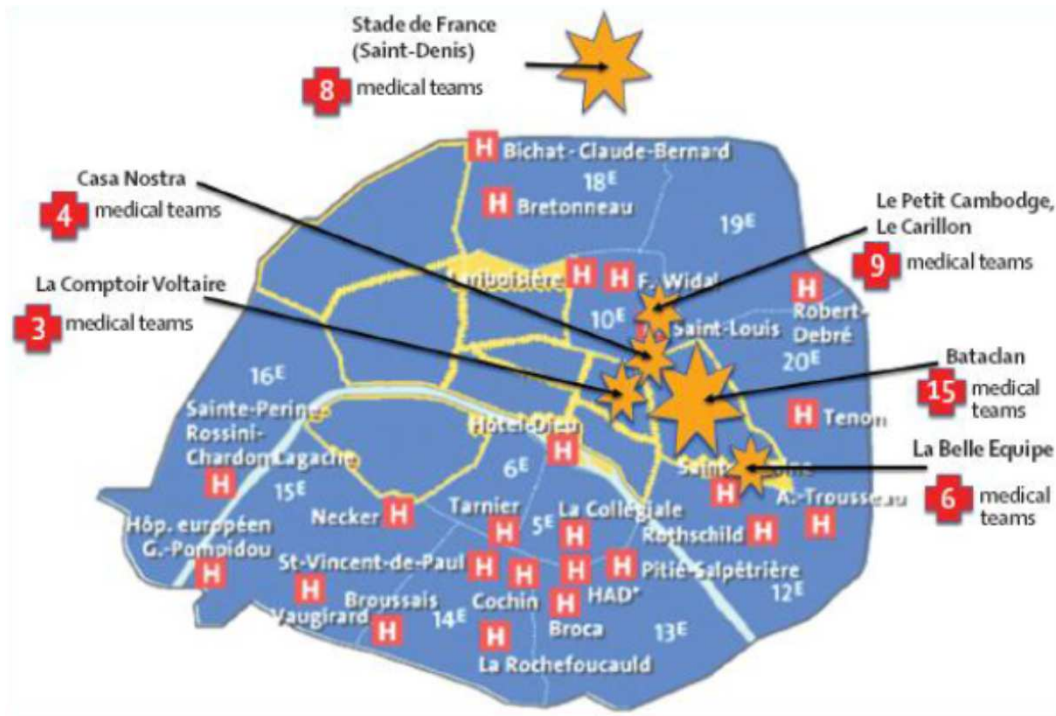 Stade de France
(Saint-Denis)
8 medical teams
Bichat-Claude-Bernard
18E
Casa Nostra
4 medical teams
Bretonneau
19E
Le Petit Cambodge,
Le Carillon
9 medical teams
La Comptoir Voltaire
3 medical teams
Lariboisière
F. Widal
10E
Saint-Louis
Robert-
Debré
20E
16E
Bataclan
15 medical
teams
Sainte-Perine
Rossini-
Chardon Lagache
Hôtel Dieu
Tenon
6E
La Belle Equipe
6 medical
teams
15E
Necker
Tarnier
5E
La Collégiale
Rothschild
A.-Trousseau
Hôp. européen
G.-Pompidou
St-Vincent-de-Paul
Cochin
HAD*
Pitié-Salpêtrière
12E
Vaugirard
Broussais
14E
Broca
13E
La Rochefoucauld